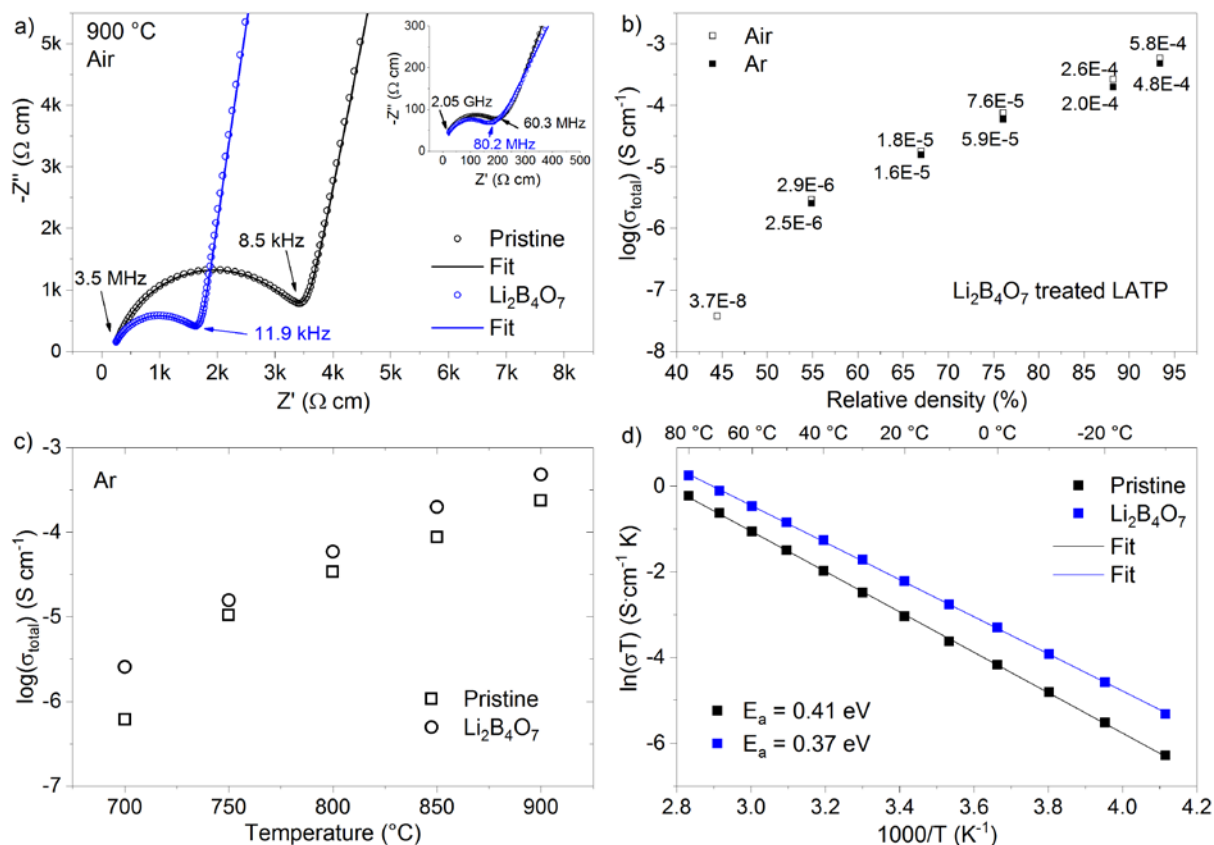 a)
900 °C
Air
-Z'' (Ω cm)
5k
4k
3k
2k
1k
0
0 1k 2k 3k 4k 5k 6k 7k 8k
Z' (Ω cm)
3.5 MHz
8.5 kHz
11.9 kHz
Pristine
Fit
Li₂B₄O₇
Fit
-Z'' (Ω cm)
300
200
100
0
0 100 200 300 400 500
Z' (Ω cm)
2.05 GHz
60.3 MHz
80.2 MHz
b)
log(σtotal) (S cm⁻¹)
-3
-4
-5
-6
-7
-8
40 45 50 55 60 65 70 75 80 85 90 95
Relative density (%)
Air
Ar
5.8E-4
4.8E-4
2.6E-4
2.0E-4
7.6E-5
5.9E-5
1.8E-5
1.6E-5
2.9E-6
2.5E-6
3.7E-8
Li₂B₄O₇ treated LATP
c)
Ar
log(σtotal) (S cm⁻¹)
-3
-4
-5
-6
-7
700 750 800 850 900
Temperature (°C)
Pristine
Li₂B₄O₇
d)
80 °C 60 °C 40 °C 20 °C 0 °C -20 °C
ln(σT) (S·cm⁻¹ K)
0
-2
-4
-6
2.8 3.0 3.2 3.4 3.6 3.8 4.0 4.2
1000/T (K⁻¹)
Pristine
Li₂B₄O₇
Fit
Fit
Eₐ = 0.41 eV
Eₐ = 0.37 eV